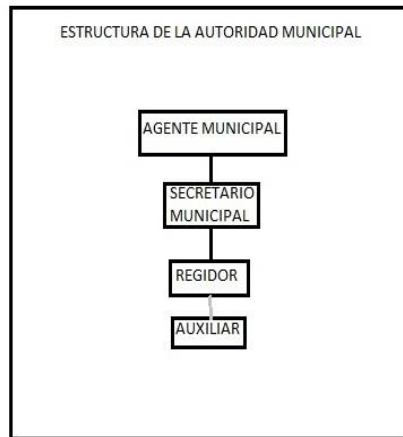 ESTRUCTURA DE LA AUTORIDAD MUNICIPAL
AGENTE MUNICIPAL
SECRETARIO
MUNICIPAL
REGIDOR
AUXILIAR